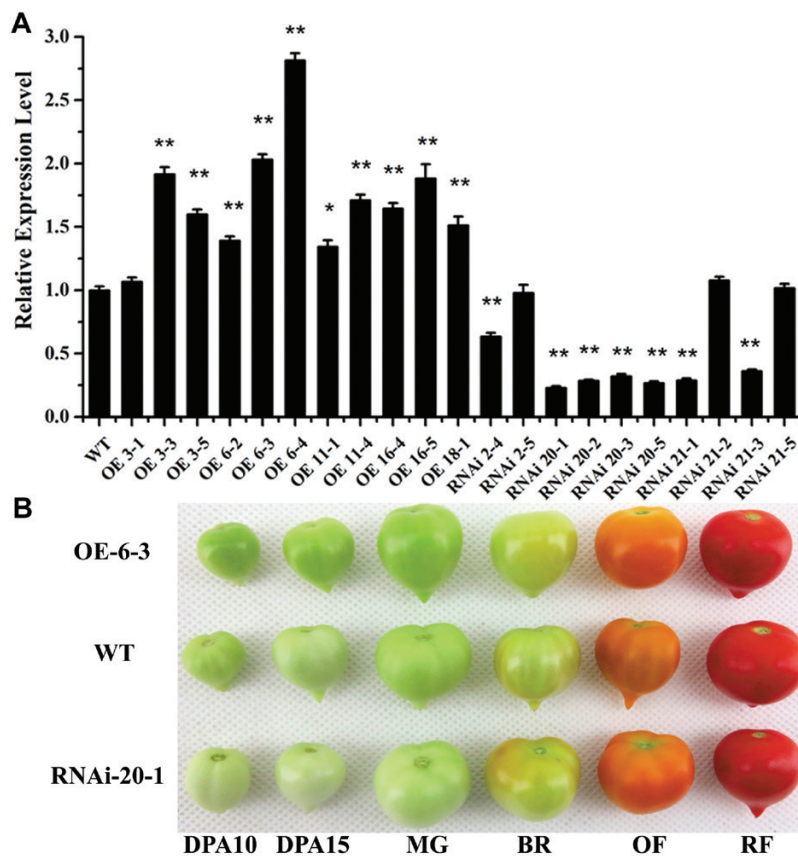 A
Relative Expression Level
3.0
2.5
2.0
1.5
1.0
0.5
0.0
** ** ** ** ** * ** ** ** ** ** ** ** ** ** ** **
WT OE 3-1 OE 3-3 OE 3-5 OE 6-2 OE 6-3 OE 6-4 OE 11-1 OE 11-4 OE 16-4 OE 16-5 OE 18-1 RNAi 2-4 RNAi 2-5 RNAi 20-1 RNAi 20-2 RNAi 20-3 RNAi 20-5 RNAi 21-1 RNAi 21-2 RNAi 21-3 RNAi 21-5
B
OE-6-3
WT
RNAi-20-1
DPA10 DPA15 MG BR OF RF